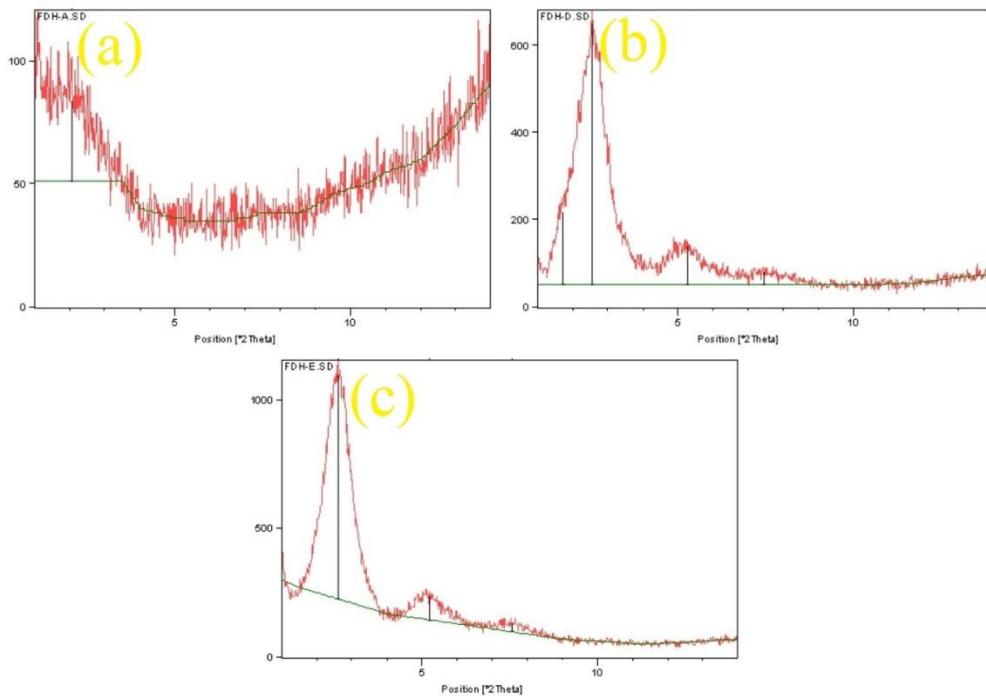 FDH-A.SD
(a)
100
50
0
5
10
Position [°2Theta]
FDH-D.SD
(b)
600
400
200
0
5
10
Position [°2Theta]
FDH-E.SD
(c)
1000
500
0
5
10
Position [°2Theta]